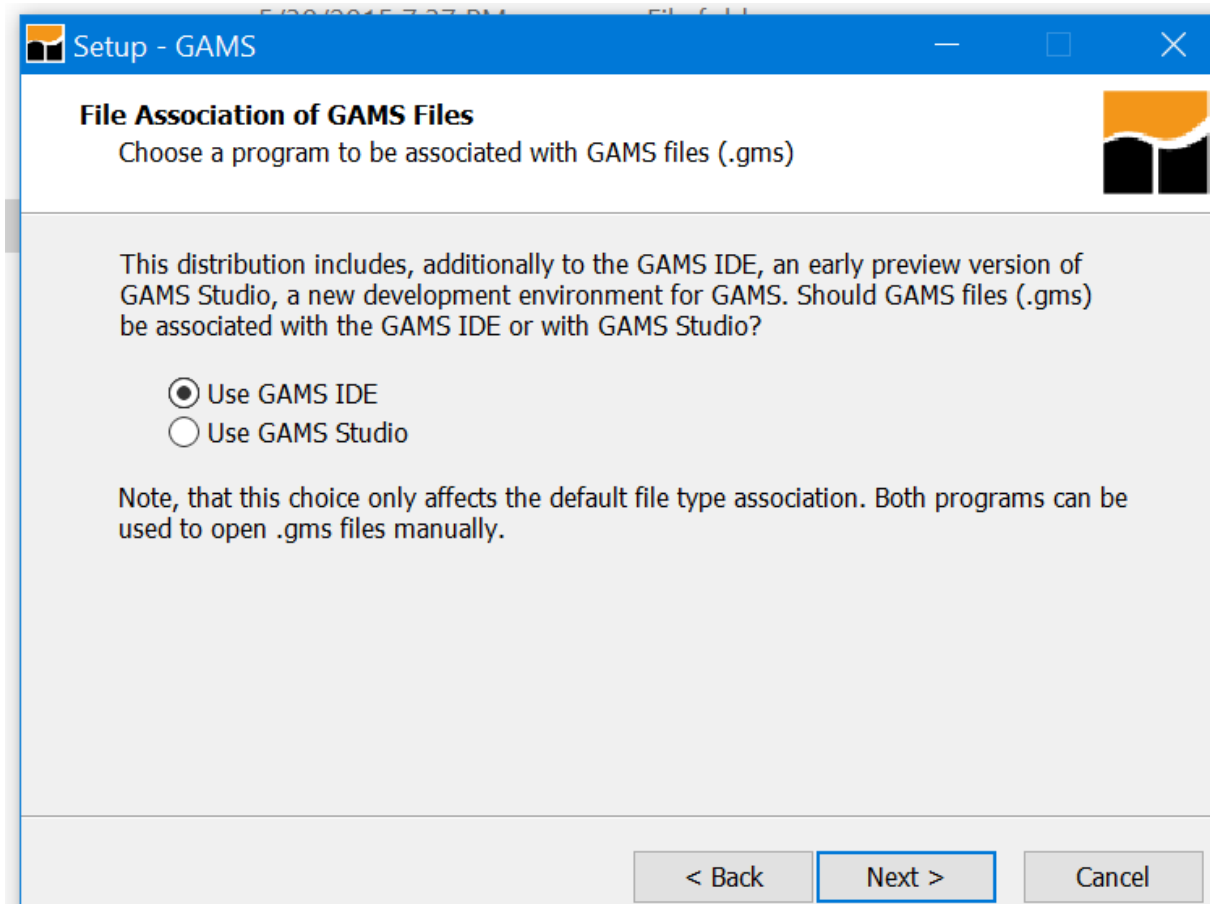 Setup - GAMS
File Association of GAMS Files
Choose a program to be associated with GAMS files (.gms)
This distribution includes, additionally to the GAMS IDE, an early preview version of
GAMS Studio, a new development environment for GAMS. Should GAMS files (.gms)
be associated with the GAMS IDE or with GAMS Studio?
Use GAMS IDE
Use GAMS Studio
Note, that this choice only affects the default file type association. Both programs can be
used to open .gms files manually.
< Back
Next >
Cancel